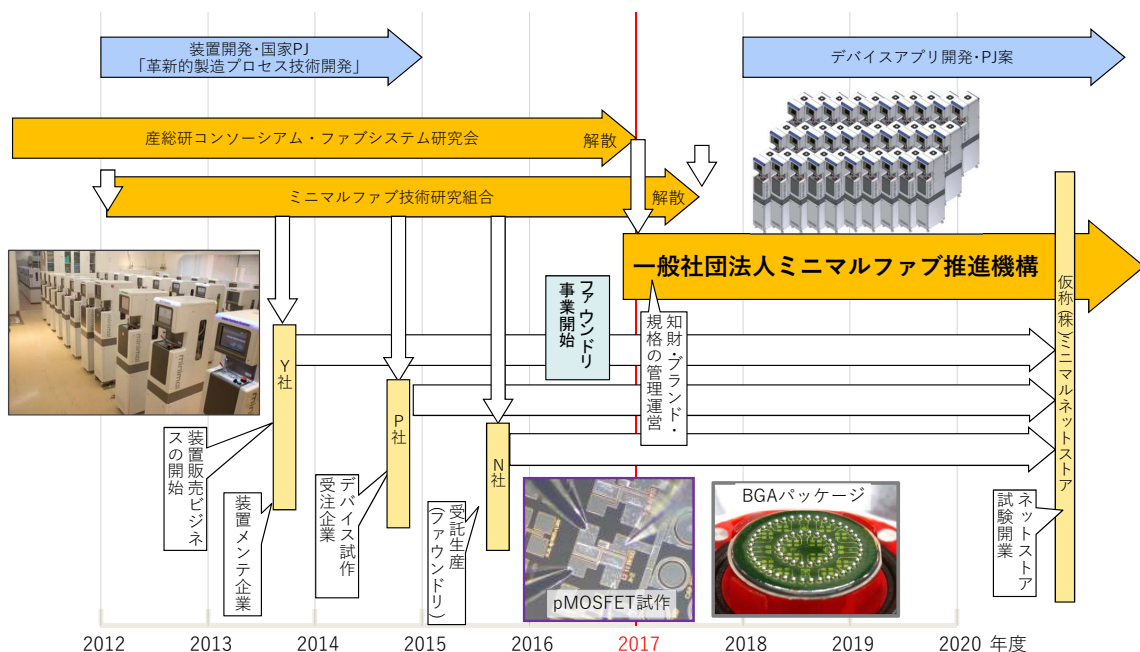 装置開発・国家PJ
「革新的製造プロセス技術開発」
デバイスアプリ開発・PJ案
産総研コンソーシアム・ファブシステム研究会
解散
ミニマルファブ技術研究組合
解散
一般社団法人ミニマルファブ推進機構
ファウンドリ
事業開始
知財・ブランド・
規格の管理運営
仮称(株)ミニマルネットストア
minimal
minimal
Y社
P社
N社
装置販売ビジネ
スの開始
装置メンテ企業
デバイス試作
受注企業
受託生産
(ファウンドリ)
pMOSFET試作
BGAパッケージ
ネットストア
試験開業
2012
2013
2014
2015
2016
2017
2018
2019
2020
年度